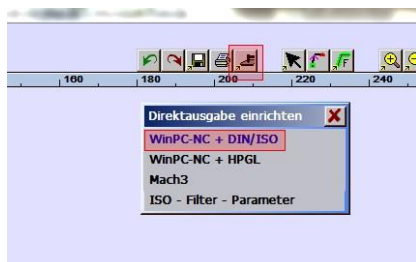 160 180 200 220 240
Direktausgabe einrichten
WinPC-NC + DIN/ISO
WinPC-NC + HPGL
Mach3
ISO - Filter - Parameter